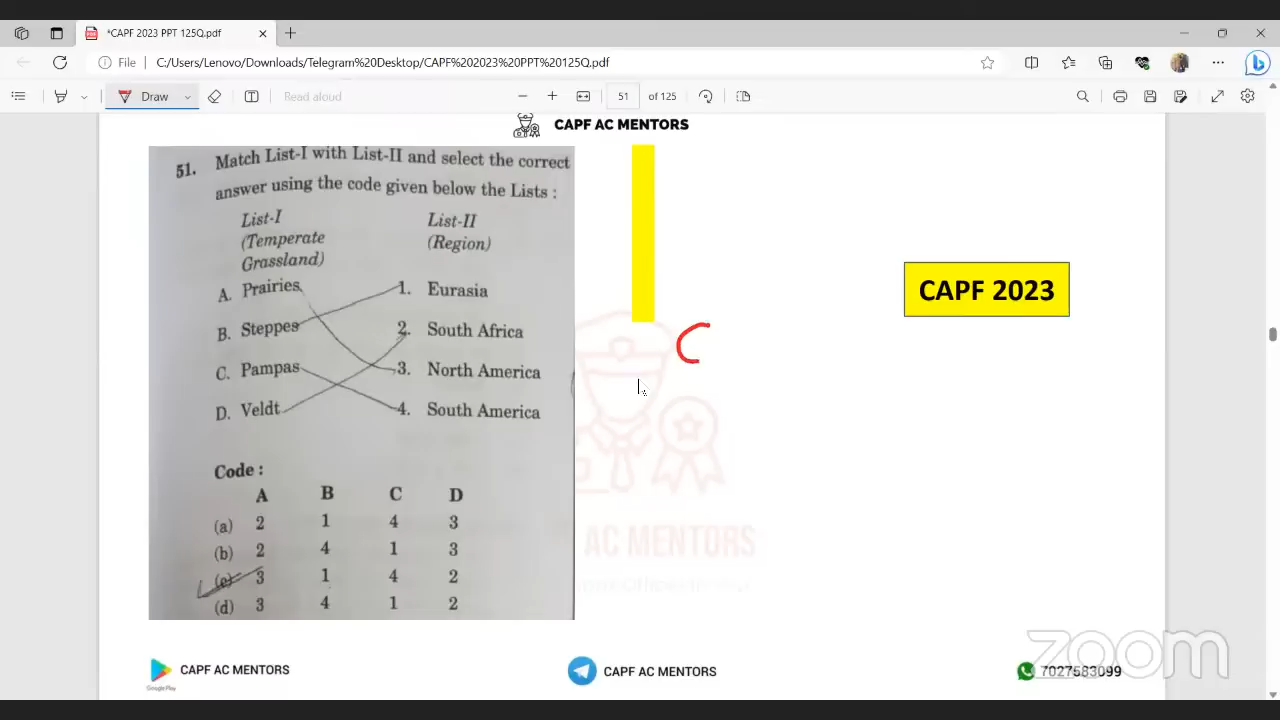 *CAPF 2023 PPT 125Q.pdf
File | C:/Users/Lenovo/Downloads/Telegram%20Desktop/CAPF%202023%20PPT%20125Q.pdf
Draw Read aloud 51 of 125
CAPF AC MENTORS
51. Match List-I with List-II and select the correct
answer using the code given below the Lists :
List-I List-II
(Temperate (Region)
Grassland)
A. Prairies 1. Eurasia
B. Steppes 2. South Africa
C. Pampas 3. North America
D. Veldt 4. South America
Code :
A B C D
(a) 2 1 4 3
(b) 2 4 1 3
(c) 3 1 4 2
(d) 3 4 1 2
CAPF 2023
C
AC MENTORS
CAPF AC MENTORS
Google Play
CAPF AC MENTORS
7027583099
zoom